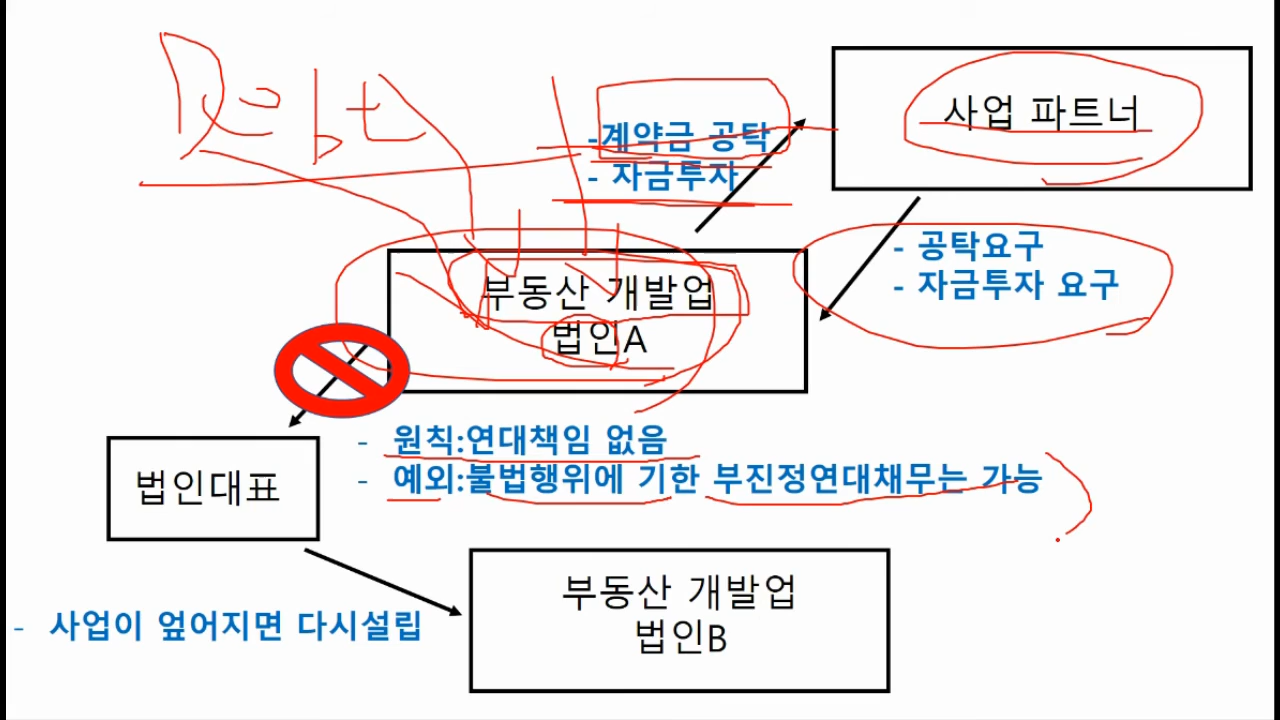 Debt
사업 파트너
-계약금 공탁
- 자금투자
- 공탁요구
- 자금투자 요구
부동산 개발업
법인A
- 원칙:연대책임 없음
- 예외:불법행위에 기한 부진정연대채무는 가능
법인대표
부동산 개발업
법인B
- 사업이 엎어지면 다시설립